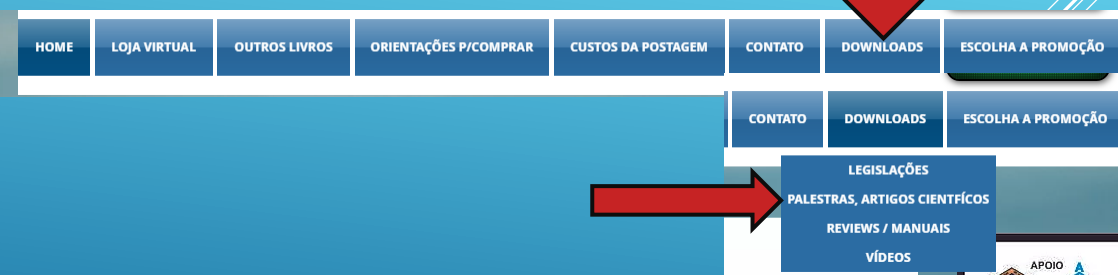 HOME LOJA VIRTUAL OUTROS LIVROS ORIENTAÇÕES P/COMPRAR CUSTOS DA POSTAGEM CONTATO DOWNLOADS ESCOLHA A PROMOÇÃO
CONTATO DOWNLOADS ESCOLHA A PROMOÇÃO
LEGISLAÇÕES
PALESTRAS, ARTIGOS CIENTFÍCOS
REVIEWS / MANUAIS
VÍDEOS
APOIO